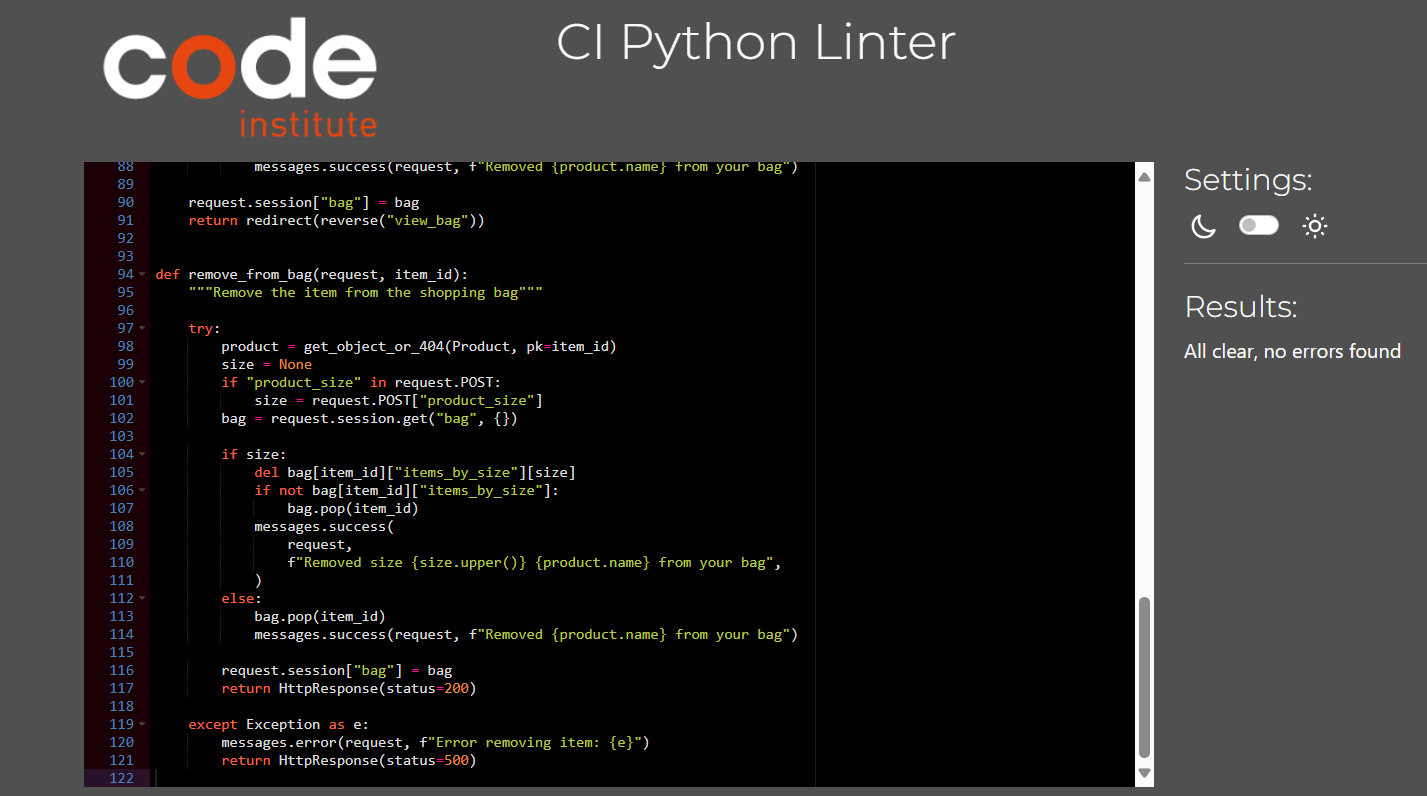 code
institute
CI Python Linter
88 messages.success(request, f"Removed {product.name} from your bag")
89
90 request.session["bag"] = bag
91 return redirect(reverse("view_bag"))
92
93
94 def remove_from_bag(request, item_id):
95 """Remove the item from the shopping bag"""
96
97 try:
98 product = get_object_or_404(Product, pk=item_id)
99 size = None
100 if "product_size" in request.POST:
101 size = request.POST["product_size"]
102 bag = request.session.get("bag", {})
103
104 if size:
105 del bag[item_id]["items_by_size"][size]
106 if not bag[item_id]["items_by_size"]:
107 bag.pop(item_id)
108 messages.success(
109 request,
110 f"Removed size {size.upper()} {product.name} from your bag",
111 )
112 else:
113 bag.pop(item_id)
114 messages.success(request, f"Removed {product.name} from your bag")
115
116 request.session["bag"] = bag
117 return HttpResponse(status=200)
118
119 except Exception as e:
120 messages.error(request, f"Error removing item: {e}")
121 return HttpResponse(status=500)
122
Settings:
Results:
All clear, no errors found